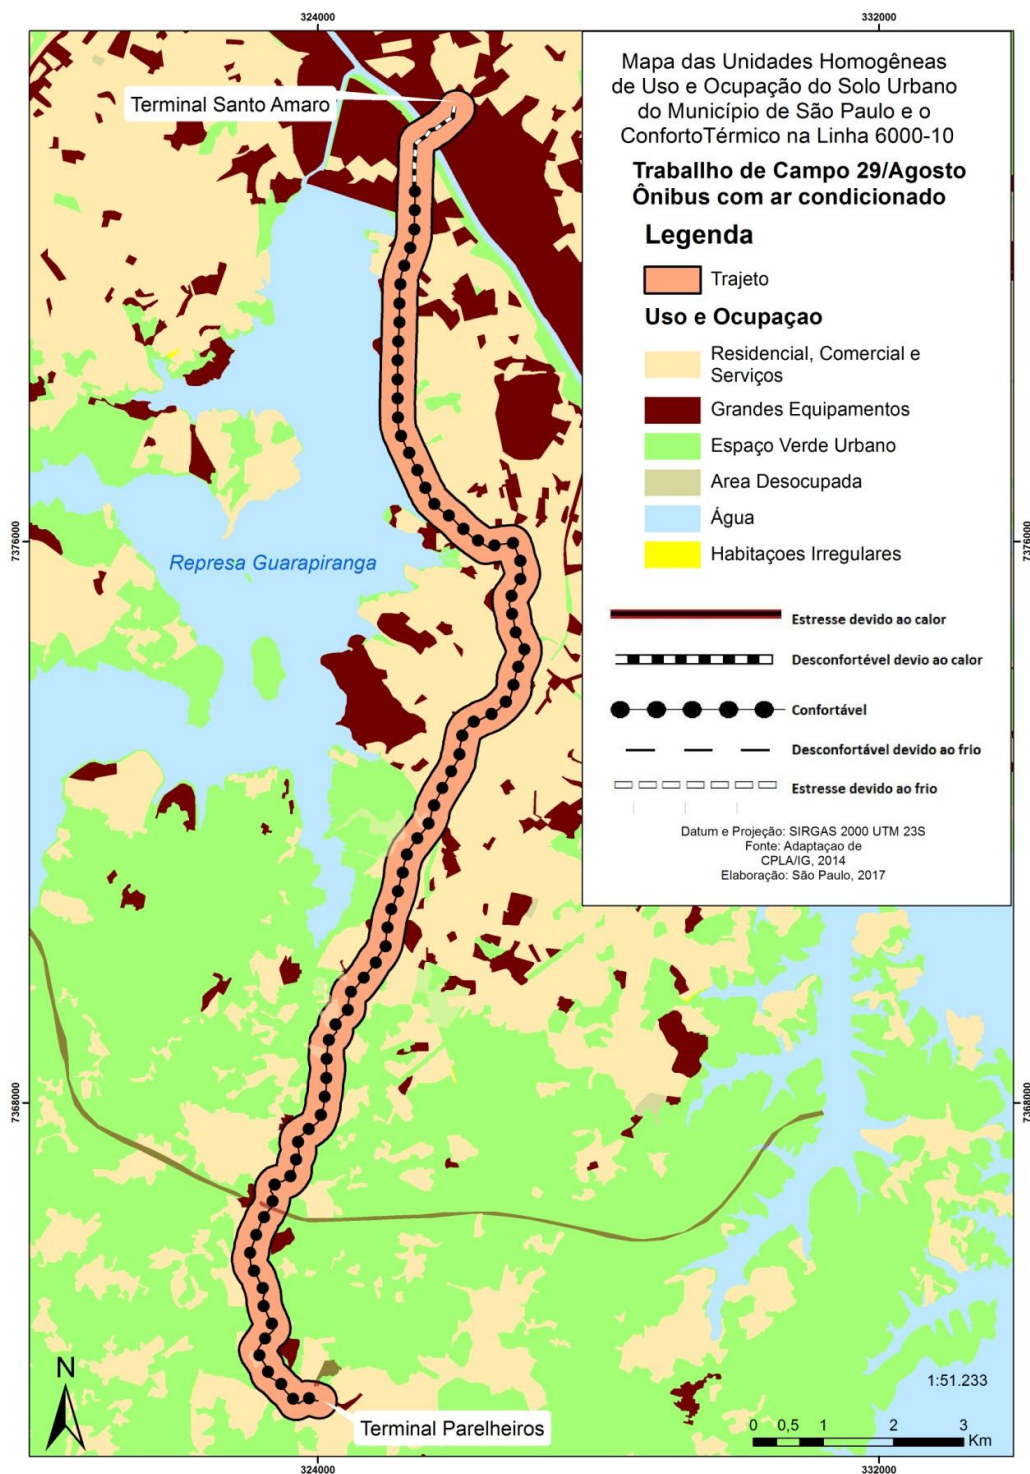 324000
332000
Terminal Santo Amaro
Mapa das Unidades Homogêneas
de Uso e Ocupação do Solo Urbano
do Município de São Paulo e o
ConfortoTérmico na Linha 6000-10
Traballho de Campo 29/Agosto
Ônibus com ar condicionado
Legenda
Trajeto
Uso e Ocupaçao
Residencial, Comercial e
Serviços
Grandes Equipamentos
Espaço Verde Urbano
Area Desocupada
Água
Habitaçoes Irregulares
7376000
7376000
Represa Guarapiranga
Estresse devido ao calor
Desconfortável devio ao calor
Confortável
Desconfortável devido ao frio
Estresse devido ao frio
Datum e Projeção: SIRGAS 2000 UTM 23S
Fonte: Adaptaçao de
CPLA/IG, 2014
Elaboração: São Paulo, 2017
7368000
7368000
N
1:51.233
Terminal Parelheiros
0 0,5 1 2 3
Km
324000
332000